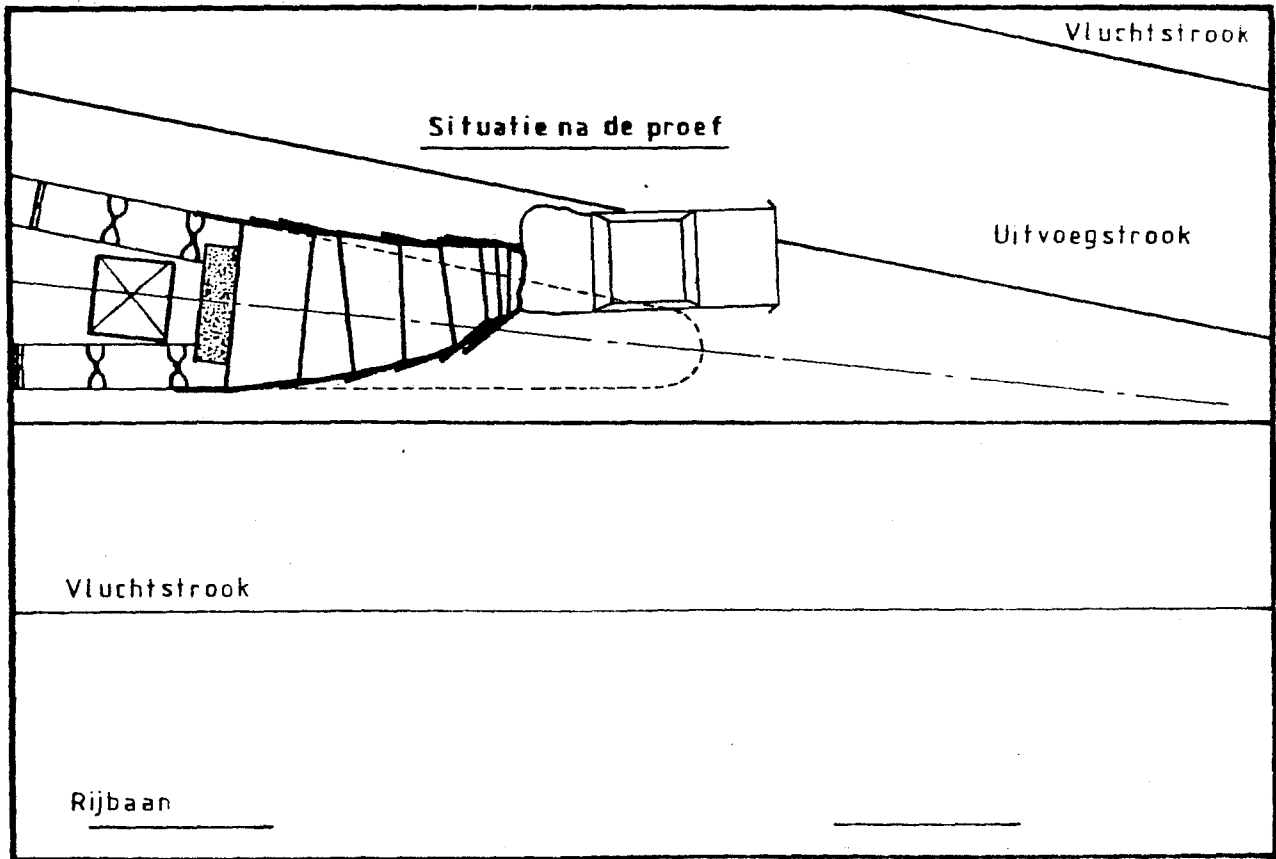 Vluchtstrook
Situatie na de proef
Uitvoegstrook
Vluchtstrook
Rijbaan